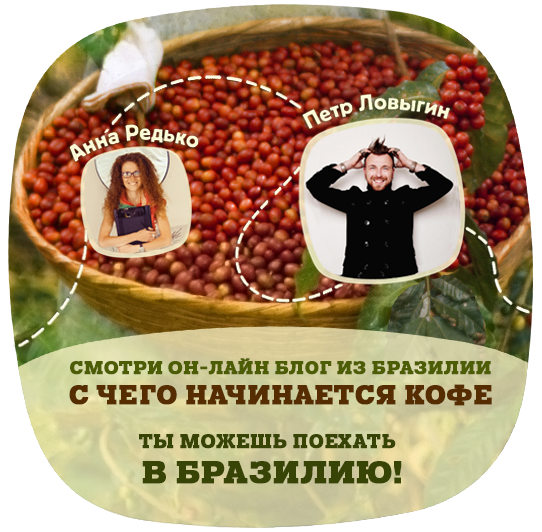 Анна Редько
Петр Ловыгин
СМОТРИ ОН-ЛАЙН БЛОГ ИЗ БРАЗИЛИИ
С ЧЕГО НАЧИНАЕТСЯ КОФЕ
ТЫ МОЖЕШЬ ПОЕХАТЬ
В БРАЗИЛИЮ!